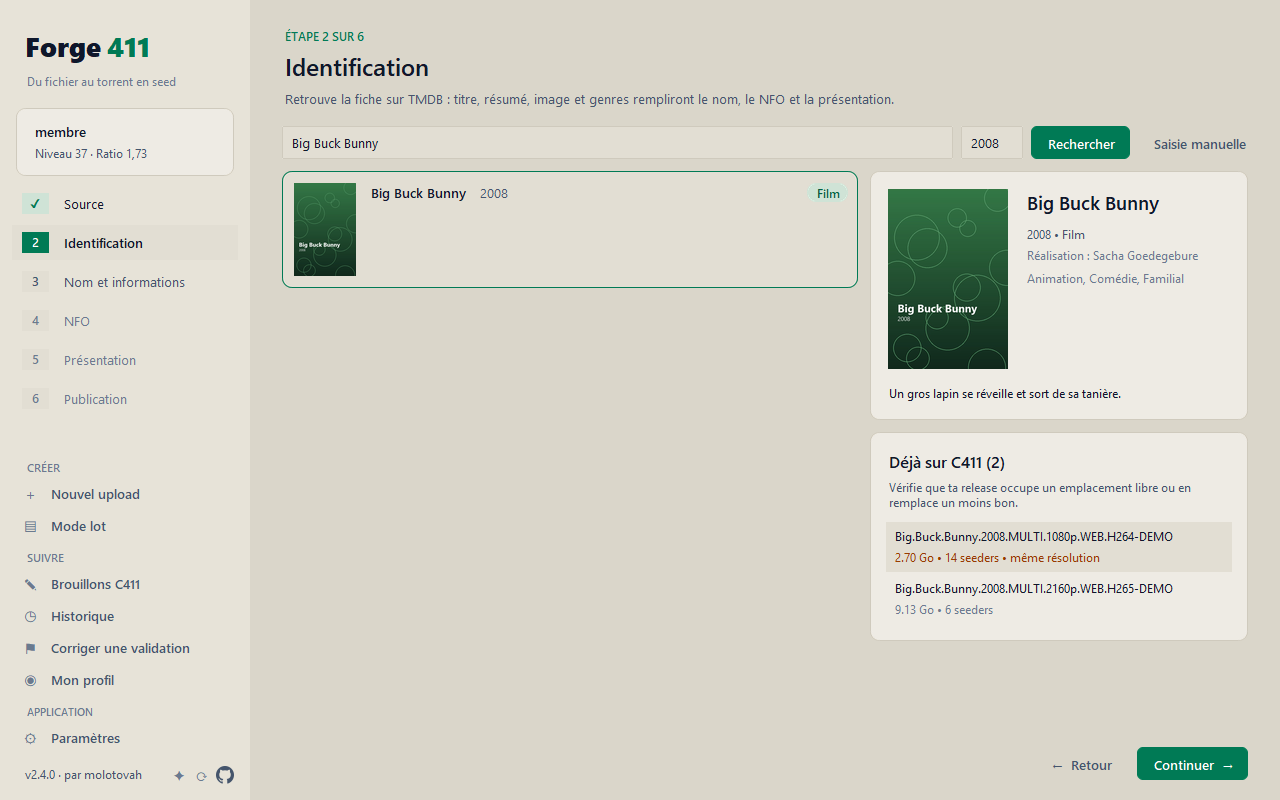 Forge 411
Du fichier au torrent en seed
membre
Niveau 37 · Ratio 1,73
✓ Source
2 Identification
3 Nom et informations
4 NFO
5 Présentation
6 Publication
CRÉER
+ Nouvel upload
Mode lot
SUIVRE
Brouillons C411
Historique
Corriger une validation
Mon profil
APPLICATION
Paramètres
v2.4.0 · par molotovah
ÉTAPE 2 SUR 6
Identification
Retrouve la fiche sur TMDB : titre, résumé, image et genres rempliront le nom, le NFO et la présentation.
Big Buck Bunny
2008
Rechercher
Saisie manuelle
Big Buck Bunny
2008
Big Buck Bunny 2008
Film
Big Buck Bunny
2008
Big Buck Bunny
2008 • Film
Réalisation : Sacha Goedegebure
Animation, Comédie, Familial
Un gros lapin se réveille et sort de sa tanière.
Déjà sur C411 (2)
Vérifie que ta release occupe un emplacement libre ou en
remplace un moins bon.
Big.Buck.Bunny.2008.MULTI.1080p.WEB.H264-DEMO
2.70 Go • 14 seeders • même résolution
Big.Buck.Bunny.2008.MULTI.2160p.WEB.H265-DEMO
9.13 Go • 6 seeders
← Retour
Continuer →